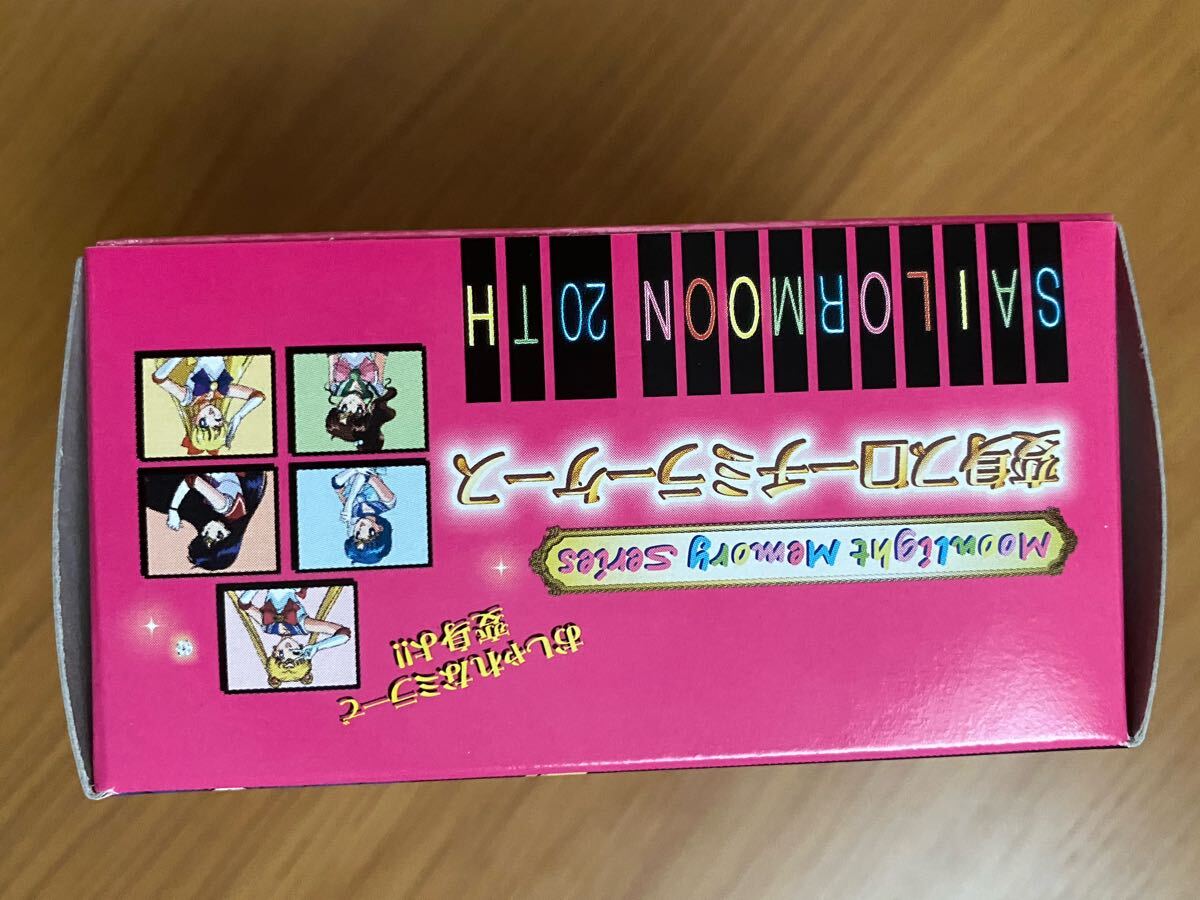 おしゃれなミラーで
変身よ!!
Moonlight Memory Series
変身ブローチミラーケース
SAILORMOON 20TH